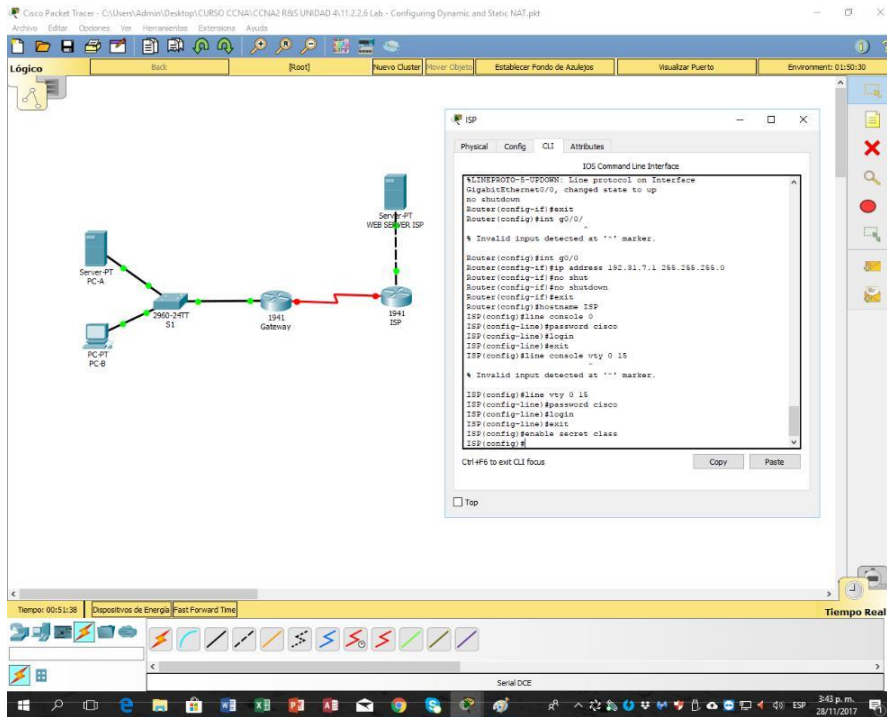 Cisco Packet Tracer - C:\Users\Admin\Desktop\CURSO CCNA\CCNA2 R&S UNIDAD 4\11.2.2.6 Lab - Configuring Dynamic and Static NAT.pkt
Archivo Editar Opciones Ver Herramientas Extensions Ayuda
Lógico Back [Root] Nuevo Cluster Mover Objeto Establecer Fondo de Azulejos Visualizar Puerto Environment: 01:50:30
ISP
Physical Config CLI Attributes
IOS Command Line Interface
%LINEPROTO-5-UPDOWN: Line protocol on Interface
GigabitEthernet0/0, changed state to up
no shutdown
Router(config-if)#exit
Router(config)#int g0/0/
^
% Invalid input detected at '^' marker.
Router(config)#int g0/0
Router(config-if)#ip address 192.31.7.1 255.255.255.0
Router(config-if)#no shut
Router(config-if)#no shutdown
Router(config-if)#exit
Router(config)#hostname ISP
ISP(config)#line console 0
ISP(config-line)#password cisco
ISP(config-line)#login
ISP(config-line)#exit
ISP(config)#line console vty 0 15
^
% Invalid input detected at '^' marker.
ISP(config)#line vty 0 15
ISP(config-line)#password cisco
ISP(config-line)#login
ISP(config-line)#exit
ISP(config)#enable secret class
ISP(config)#
Ctrl+F6 to exit CLI focus
Copy
Paste
Top
Server-PT
WEB SERVER ISP
Server-PT
PC-A
2960-24TT
S1
1941
Gateway
1941
ISP
PC-PT
PC-B
Tiempo: 00:51:38 Dispositivos de Energía Fast Forward Time
Tiempo Real
Serial DCE
ESP
3:43 p. m.
28/11/2017